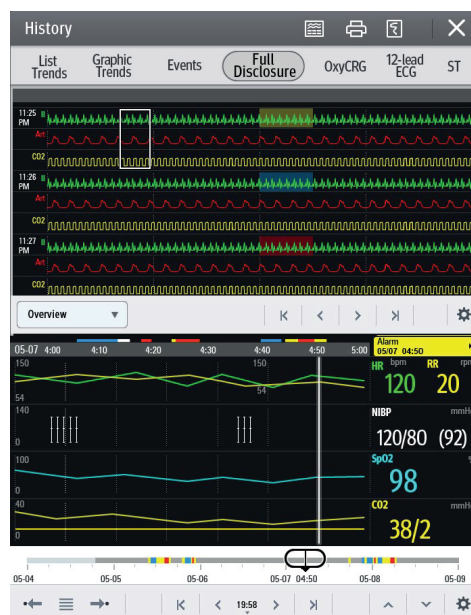 History
List Trends
Graphic Trends
Events
Full Disclosure
OxyCRG
12-lead ECG
ST
11:25 PM II
Art
CO2
11:26 PM II
Art
CO2
11:27 PM II
Art
CO2
Overview
05-07 4:00 4:10 4:20 4:30 4:40 4:50 5:00
Alarm
05/07 04:50
150 150
54 54
HR bpm RR rpm
120 20
140
0
NIBP mmH
120/80 (92)
100
0
SpO2 %
98
40
0
CO2 mmH
38/2
05-04 05-05 05-06 05-07 04:50 05-08 05-09
19:58